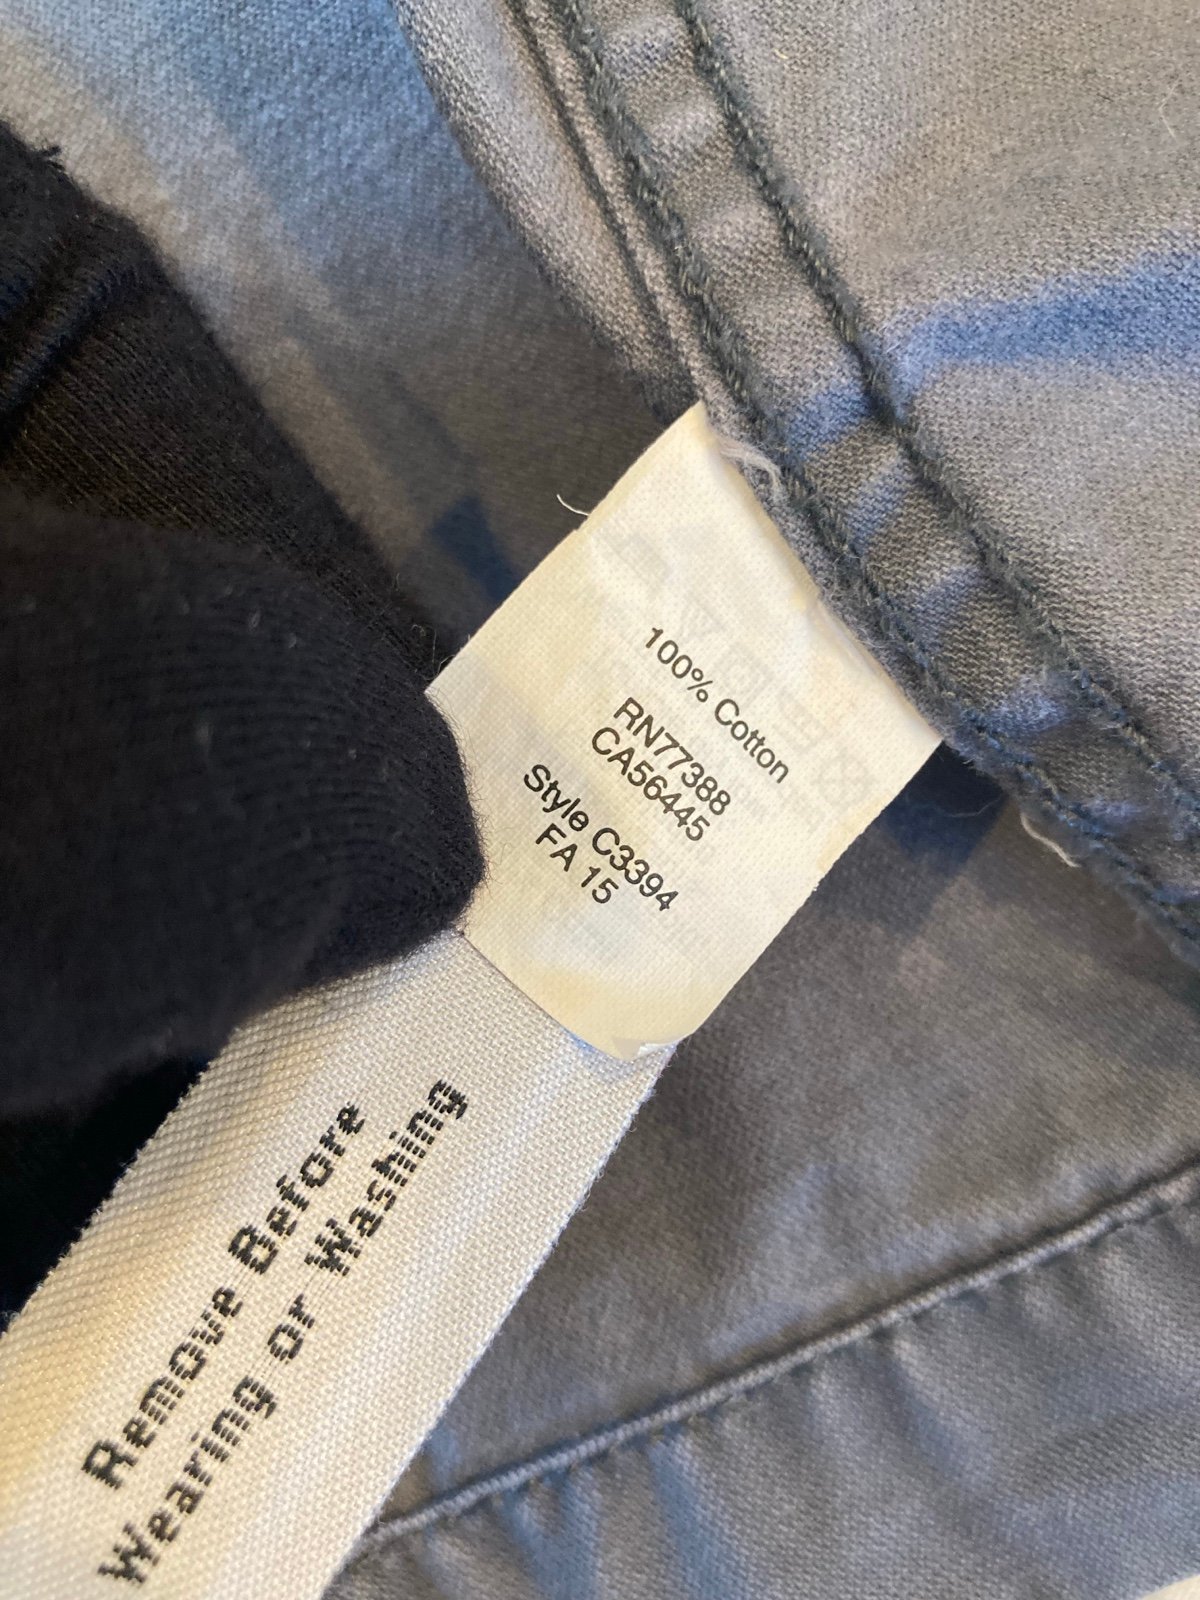 100% Cotton
RN77388
CA56445
Style C3394
FA 15
Remove Before
Wearing or Washing